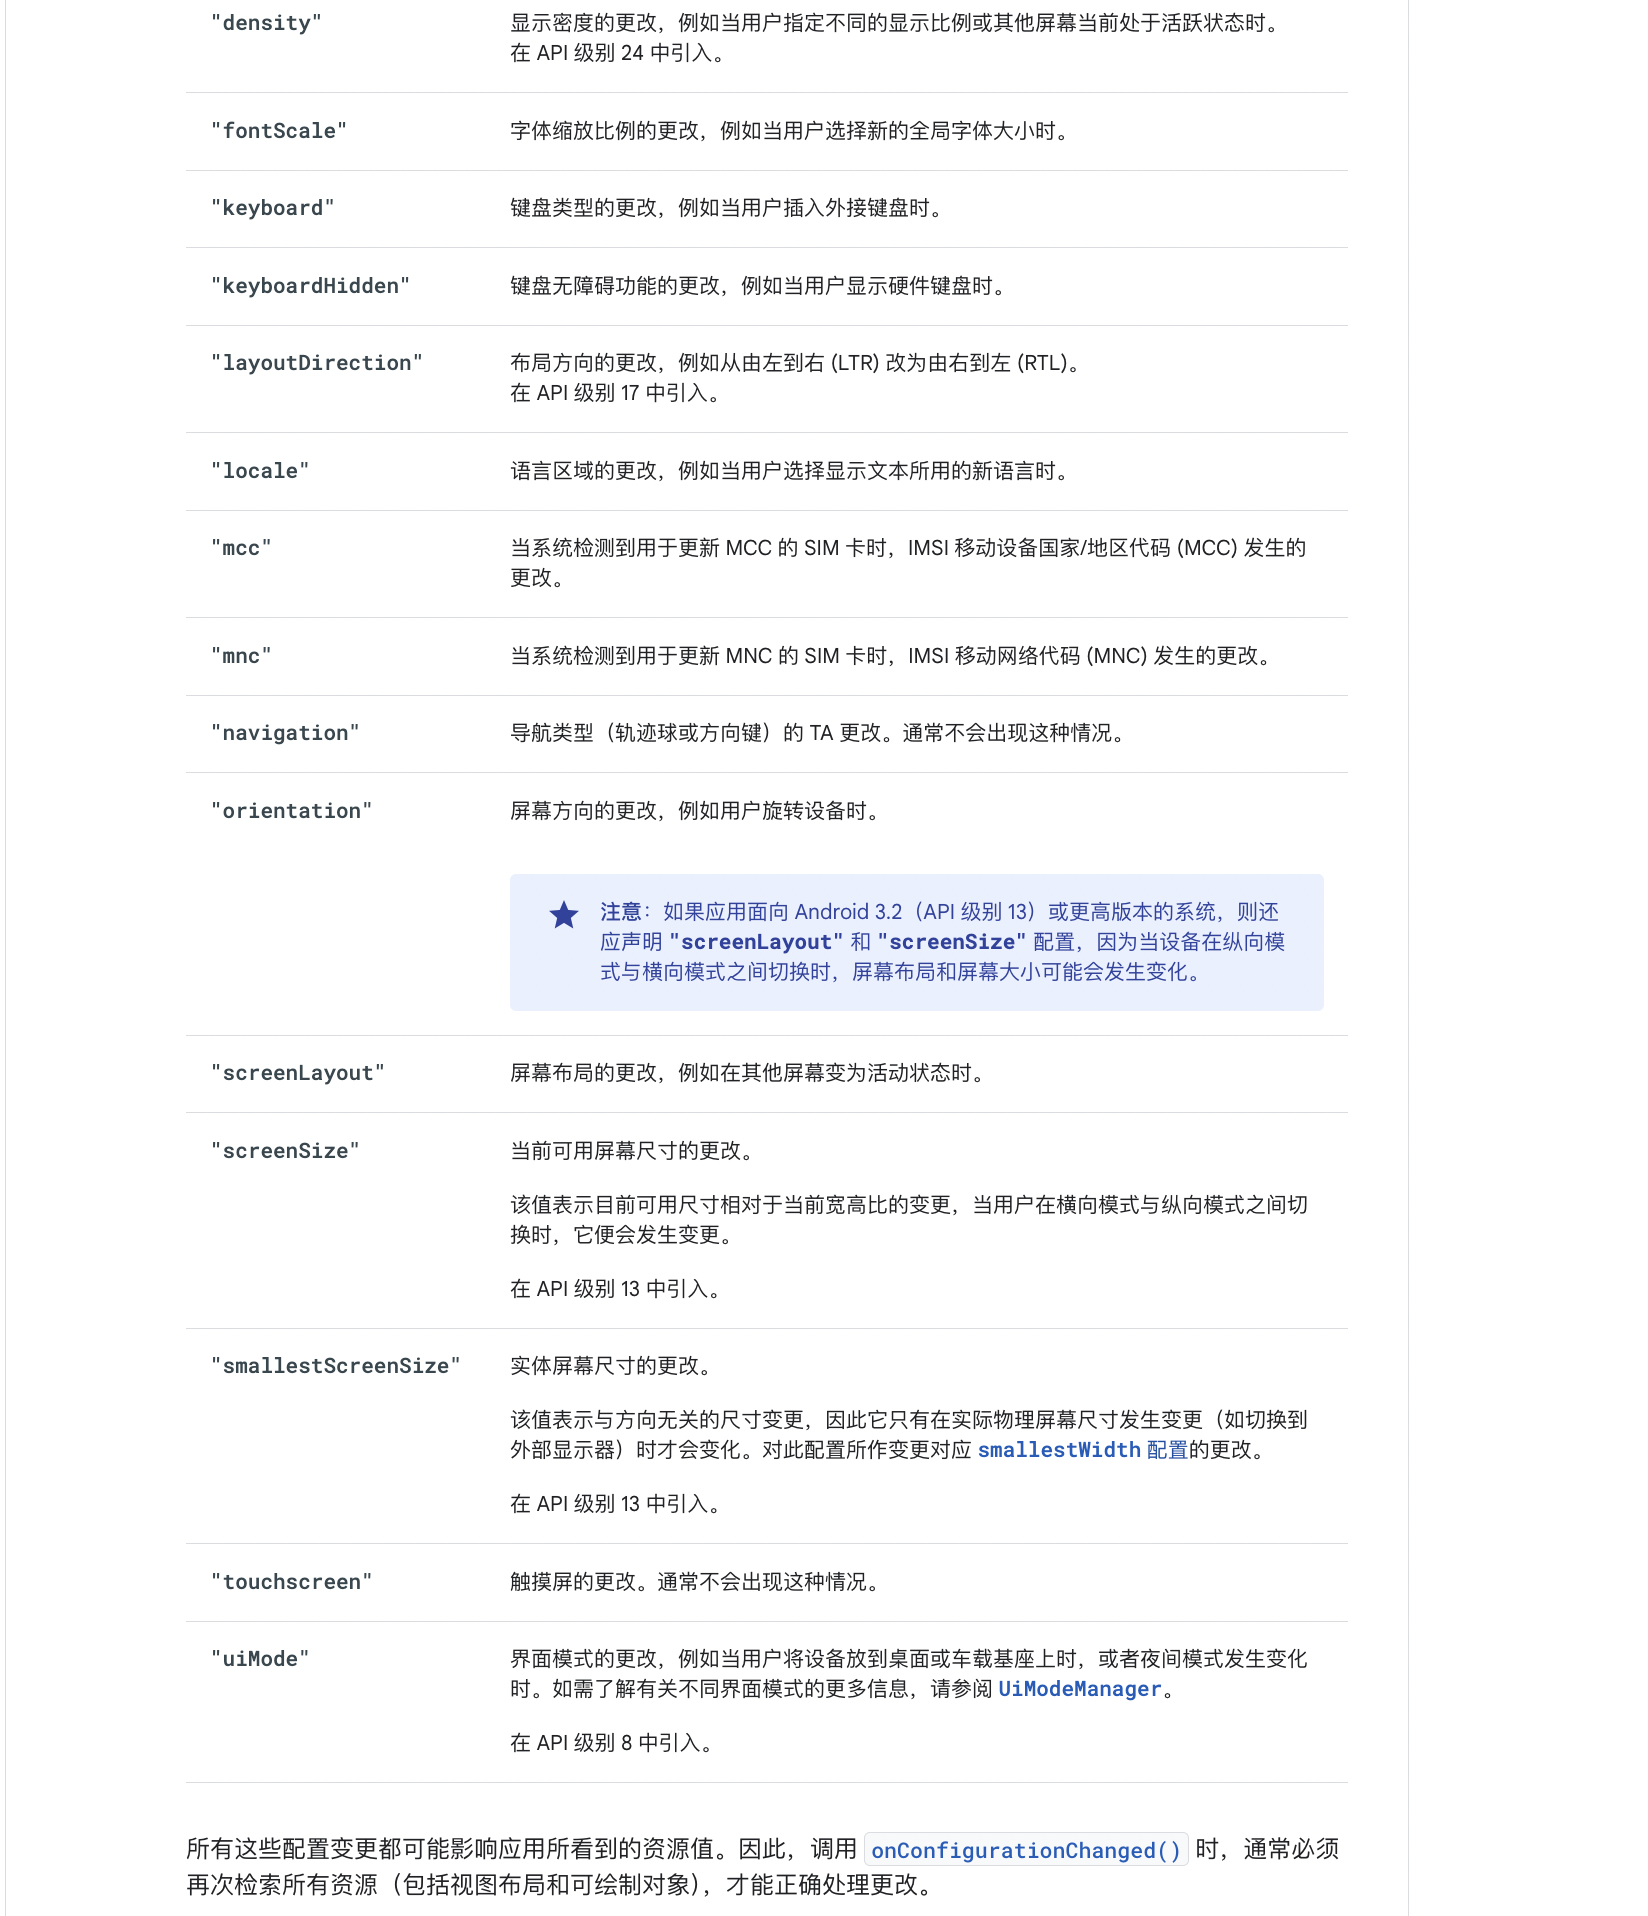 "density"
显示密度的更改，例如当用户指定不同的显示比例或其他屏幕当前处于活跃状态时。
在 API 级别 24 中引入。
"fontScale"
字体缩放比例的更改，例如当用户选择新的全局字体大小时。
"keyboard"
键盘类型的更改，例如当用户插入外接键盘时。
"keyboardHidden"
键盘无障碍功能的更改，例如当用户显示硬件键盘时。
"layoutDirection"
布局方向的更改，例如从由左到右 (LTR) 改为由右到左 (RTL)。
在 API 级别 17 中引入。
"locale"
语言区域的更改，例如当用户选择显示文本所用的新语言时。
"mcc"
当系统检测到用于更新 MCC 的 SIM 卡时，IMSI 移动设备国家/地区代码 (MCC) 发生的
更改。
"mnc"
当系统检测到用于更新 MNC 的 SIM 卡时，IMSI 移动网络代码 (MNC) 发生的更改。
"navigation"
导航类型（轨迹球或方向键）的 TA 更改。通常不会出现这种情况。
"orientation"
屏幕方向的更改，例如用户旋转设备时。
注意：如果应用面向 Android 3.2（API 级别 13）或更高版本的系统，则还
应声明 "screenLayout" 和 "screenSize" 配置，因为当设备在纵向模
式与横向模式之间切换时，屏幕布局和屏幕大小可能会发生变化。
"screenLayout"
屏幕布局的更改，例如在其他屏幕变为活动状态时。
"screenSize"
当前可用屏幕尺寸的更改。
该值表示目前可用尺寸相对于当前宽高比的变更，当用户在横向模式与纵向模式之间切
换时，它便会发生变更。
在 API 级别 13 中引入。
"smallestScreenSize"
实体屏幕尺寸的更改。
该值表示与方向无关的尺寸变更，因此它只有在实际物理屏幕尺寸发生变更（如切换到
外部显示器）时才会变化。对此配置所作变更对应 smallestWidth 配置的更改。
在 API 级别 13 中引入。
"touchscreen"
触摸屏的更改。通常不会出现这种情况。
"uiMode"
界面模式的更改，例如当用户将设备放到桌面或车载基座上时，或者夜间模式发生变化
时。如需了解有关不同界面模式的更多信息，请参阅 UiModeManager。
在 API 级别 8 中引入。
所有这些配置变更都可能影响应用所看到的资源值。因此，调用 onConfigurationChanged() 时，通常必须
再次检索所有资源（包括视图布局和可绘制对象），才能正确处理更改。